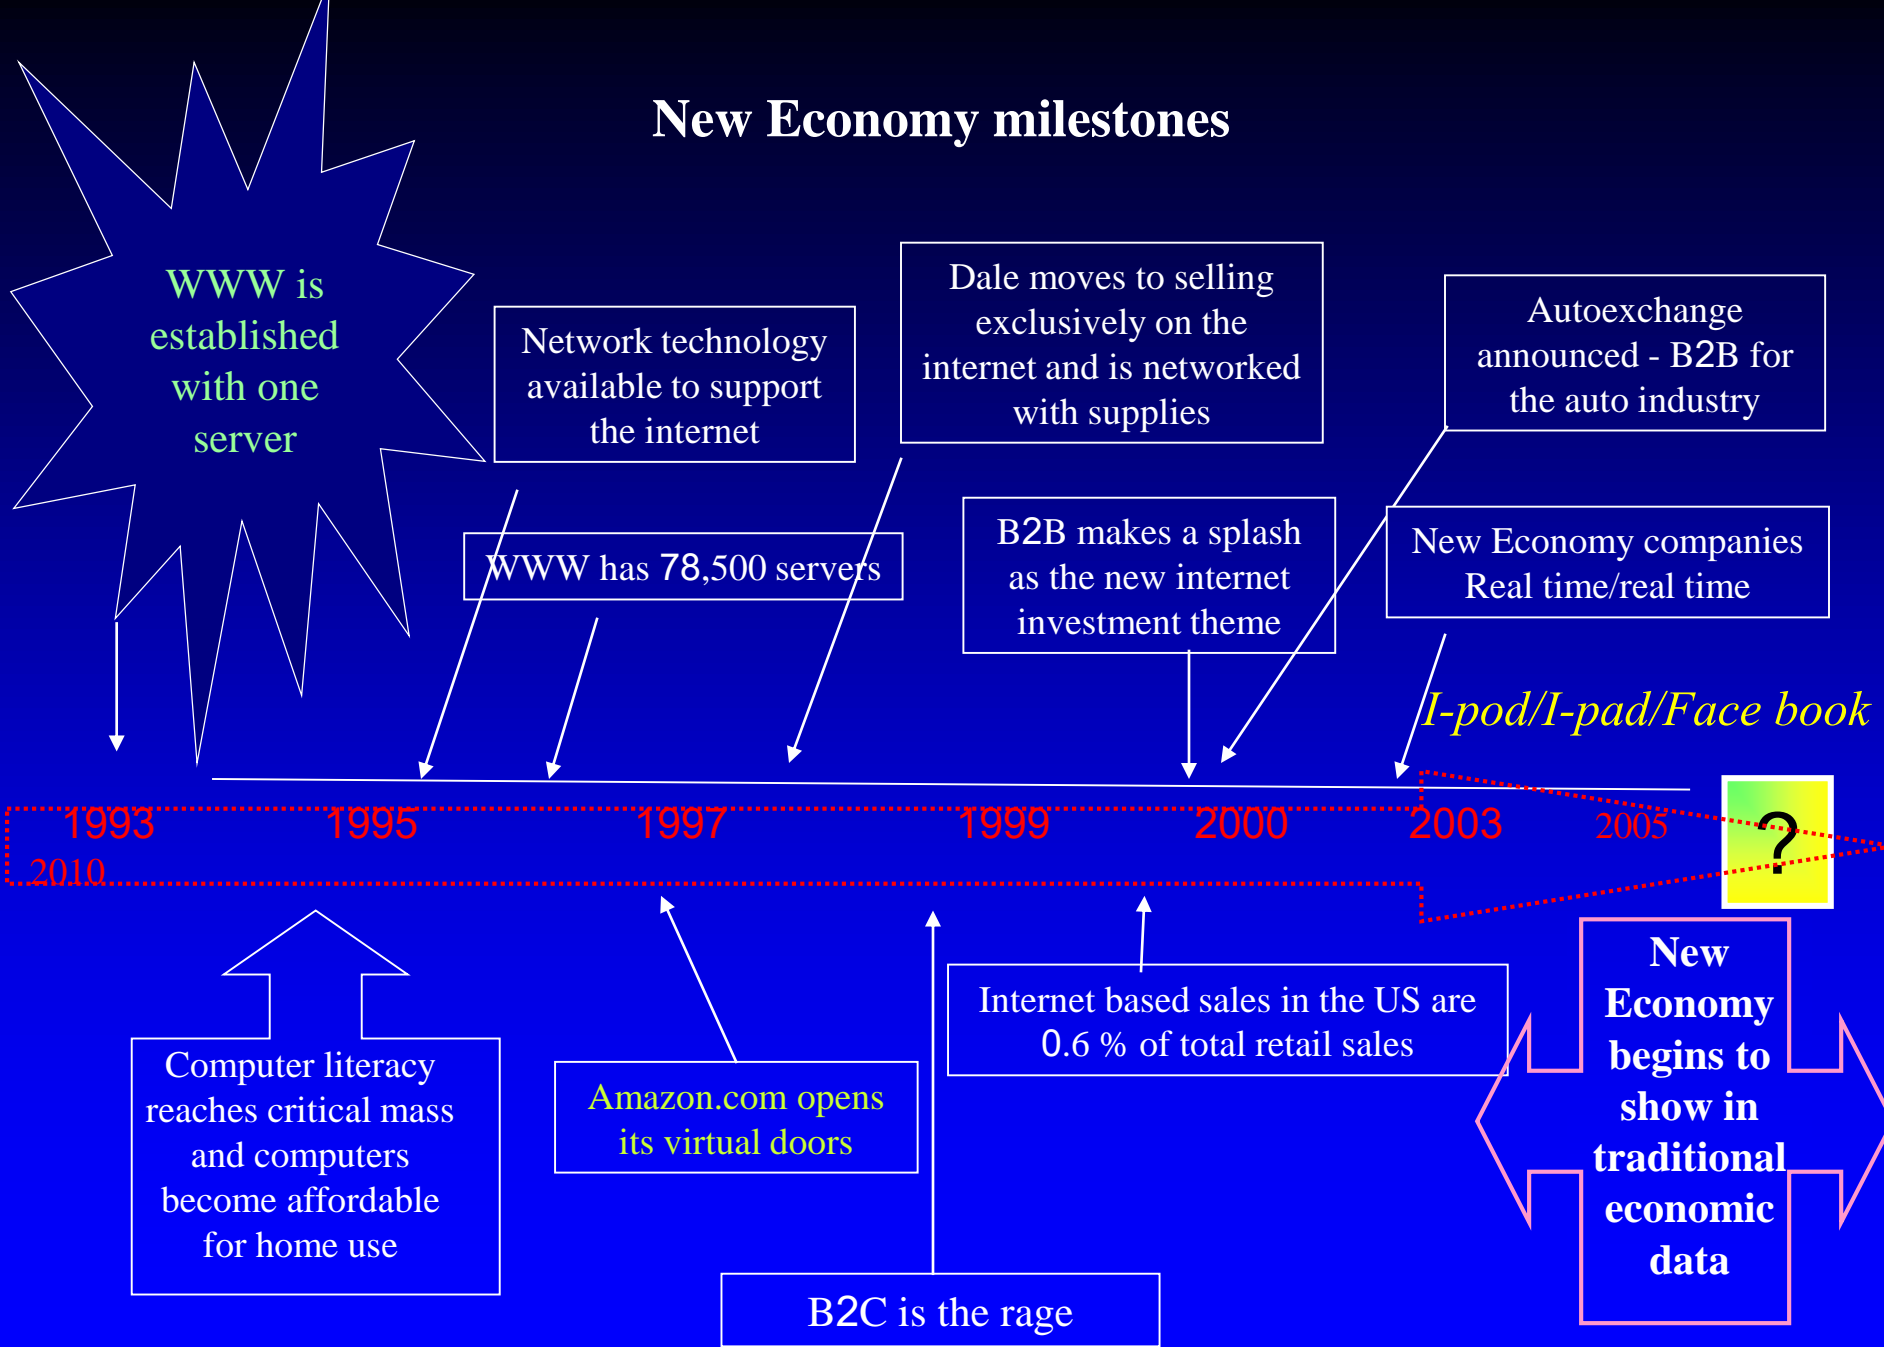 New Economy milestones
WWW is
established
with one
server
Network technology
available to support
the internet
Dale moves to selling
exclusively on the
internet and is networked
with supplies
Autoexchange
announced - B2B for
the auto industry
WWW has 78,500 servers
B2B makes a splash
as the new internet
investment theme
New Economy companies
Real time/real time
I-pod/I-pad/Face book
1993 1995 1997 1999 2000 2003 2005
2010
?
Computer literacy
reaches critical mass
and computers
become affordable
for home use
Amazon.com opens
its virtual doors
Internet based sales in the US are
0.6 % of total retail sales
B2C is the rage
New
Economy
begins to
show in
traditional
economic
data